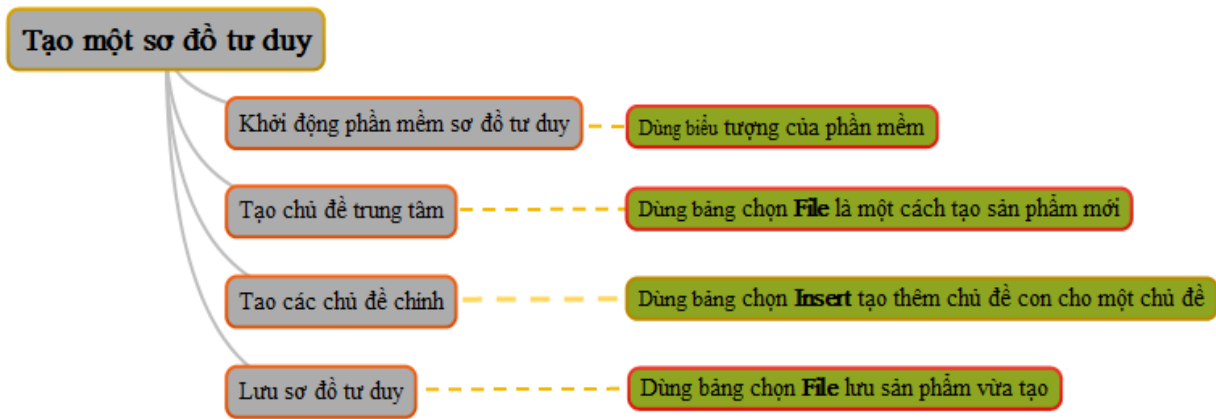 Tạo một sơ đồ tư duy
Khởi động phần mềm sơ đồ tư duy
Dùng biểu tượng của phần mềm
Tạo chủ đề trung tâm
Dùng bảng chọn File là một cách tạo sản phẩm mới
Tao các chủ đề chính
Dùng bảng chọn Insert tạo thêm chủ đề con cho một chủ đề
Lưu sơ đồ tư duy
Dùng bảng chọn File lưu sản phẩm vừa tạo